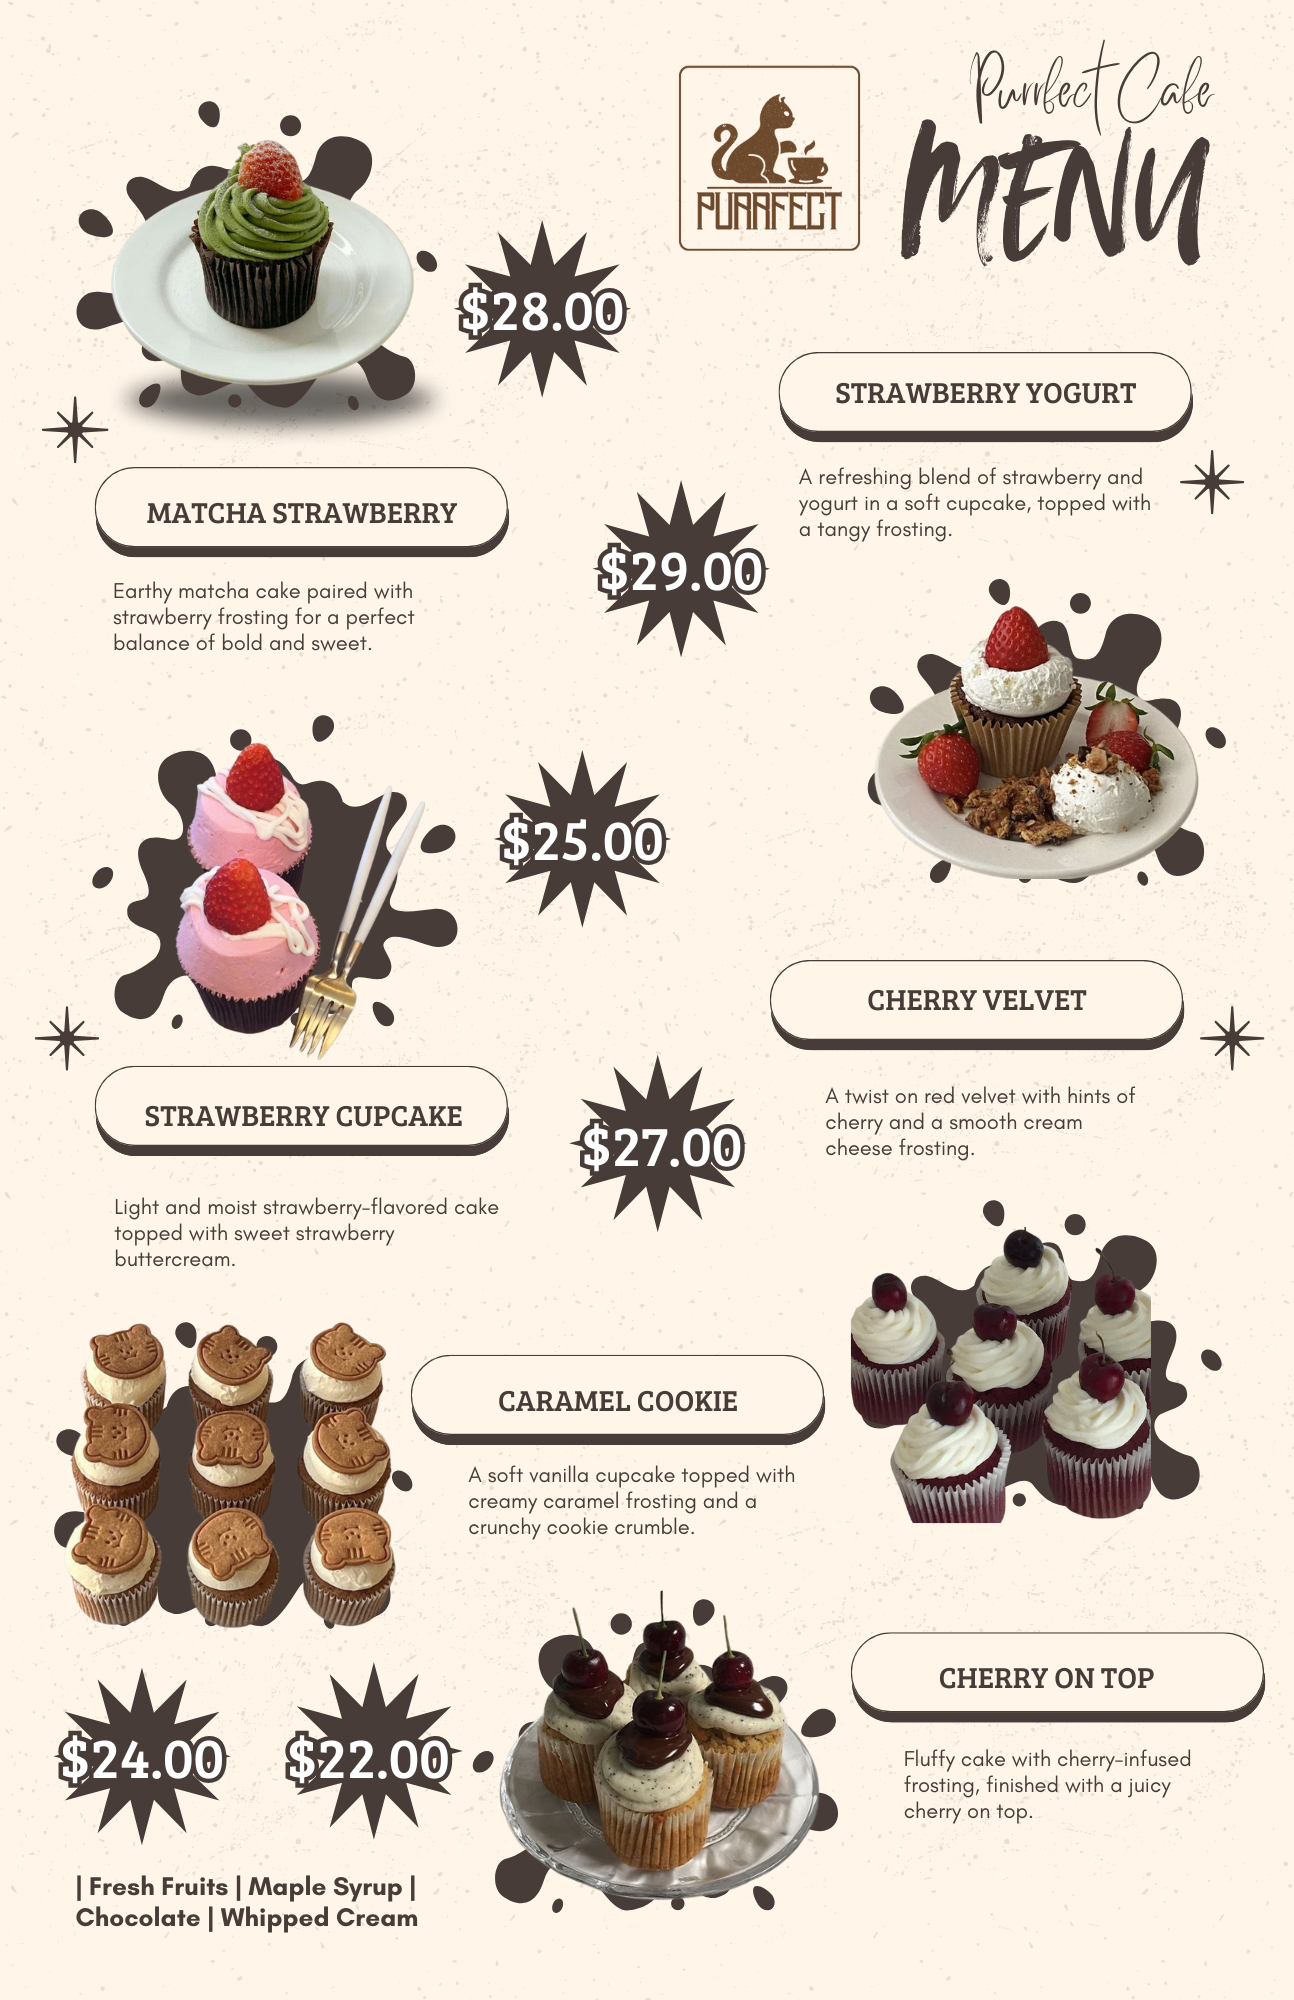 Purrfect Cafe
MENU
PURRFECT
$28.00
MATCHA STRAWBERRY
Earthy matcha cake paired with
strawberry frosting for a perfect
balance of bold and sweet.
STRAWBERRY YOGURT
A refreshing blend of strawberry and
yogurt in a soft cupcake, topped with
a tangy frosting.
$29.00
$25.00
STRAWBERRY CUPCAKE
Light and moist strawberry-flavored cake
topped with sweet strawberry
buttercream.
CHERRY VELVET
A twist on red velvet with hints of
cherry and a smooth cream
cheese frosting.
$27.00
CARAMEL COOKIE
A soft vanilla cupcake topped with
creamy caramel frosting and a
crunchy cookie crumble.
$24.00
$22.00
CHERRY ON TOP
Fluffy cake with cherry-infused
frosting, finished with a juicy
cherry on top.
| Fresh Fruits | Maple Syrup |
Chocolate | Whipped Cream